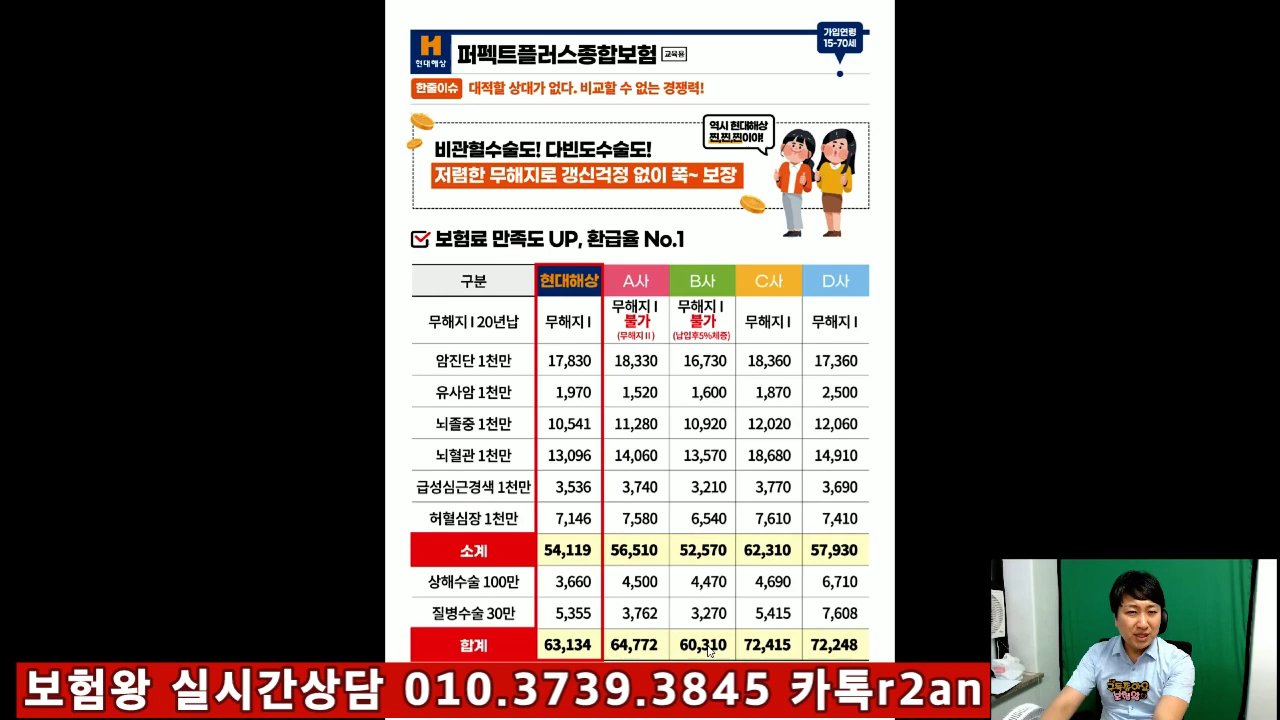 가입연령
15-70세
H
현대해상
퍼펙트플러스종합보험 교육용
한줄이슈 대적할 상대가 없다. 비교할 수 없는 경쟁력!
역시 현대해상
찐,찐,찐이야!
비관혈수술도! 다빈도수술도!
저렴한 무해지로 갱신걱정 없이 쭉~ 보장
보험료 만족도 UP, 환급율 No.1
구분 현대해상 A사 B사 C사 D사
무해지 I 20년납 무해지 I 무해지 I 불가 (무해지 II) 무해지 I 불가 (납입후5%체증) 무해지 I 무해지 I
암진단 1천만 17,830 18,330 16,730 18,360 17,360
유사암 1천만 1,970 1,520 1,600 1,870 2,500
뇌졸중 1천만 10,541 11,280 10,920 12,020 12,060
뇌혈관 1천만 13,096 14,060 13,570 18,680 14,910
급성심근경색 1천만 3,536 3,740 3,210 3,770 3,690
허혈심장 1천만 7,146 7,580 6,540 7,610 7,410
소계 54,119 56,510 52,570 62,310 57,930
상해수술 100만 3,660 4,500 4,470 4,690 6,710
질병수술 30만 5,355 3,762 3,270 5,415 7,608
합계 63,134 64,772 60,310 72,415 72,248
보험왕 실시간상담 010.3739.3845 카톡r2an
구독좋아요
보험왕